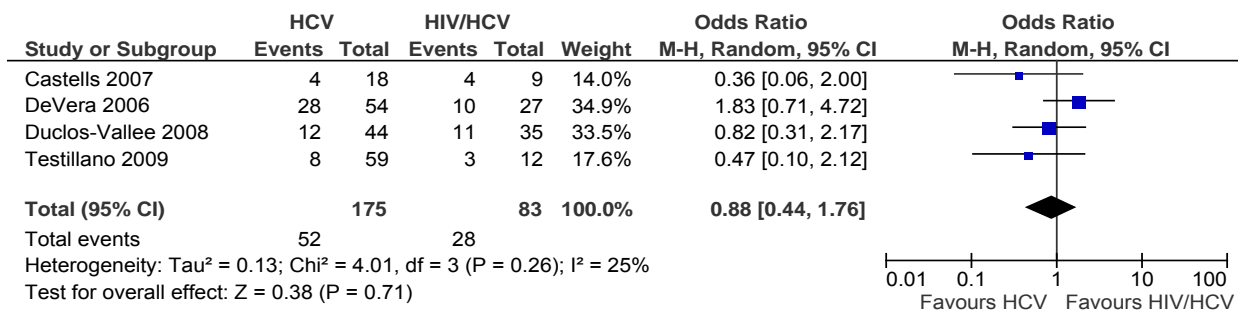 HCV HIV/HCV Odds Ratio Odds Ratio
Study or Subgroup Events Total Events Total Weight M-H, Random, 95% CI M-H, Random, 95% CI
Castells 2007 4 18 4 9 14.0% 0.36 [0.06, 2.00]
DeVera 2006 28 54 10 27 34.9% 1.83 [0.71, 4.72]
Duclos-Vallee 2008 12 44 11 35 33.5% 0.82 [0.31, 2.17]
Testillano 2009 8 59 3 12 17.6% 0.47 [0.10, 2.12]
Total (95% CI) 175 83 100.0% 0.88 [0.44, 1.76]
Total events 52 28
Heterogeneity: Tau² = 0.13; Chi² = 4.01, df = 3 (P = 0.26); I² = 25%
Test for overall effect: Z = 0.38 (P = 0.71)
0.01 0.1 1 10 100
Favours HCV Favours HIV/HCV